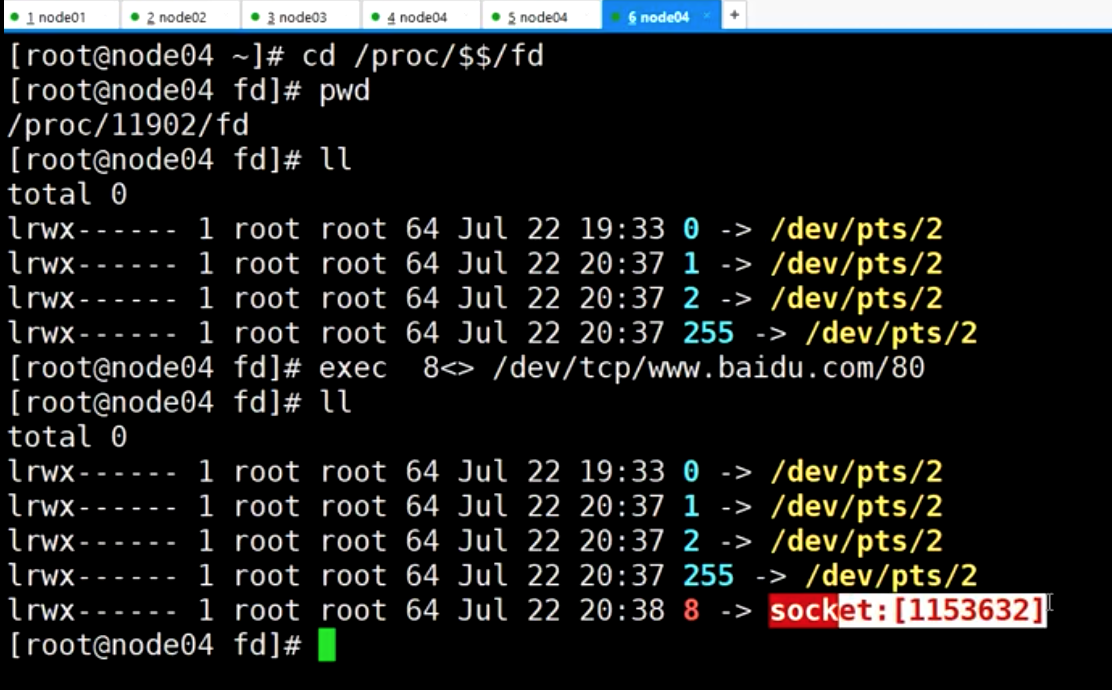 1 node01 2 node02 3 node03 4 node04 5 node04 6 node04 × +
[root@node04 ~]# cd /proc/$$/fd
[root@node04 fd]# pwd
/proc/11902/fd
[root@node04 fd]# ll
total 0
lrwx------ 1 root root 64 Jul 22 19:33 0 -> /dev/pts/2
lrwx------ 1 root root 64 Jul 22 20:37 1 -> /dev/pts/2
lrwx------ 1 root root 64 Jul 22 20:37 2 -> /dev/pts/2
lrwx------ 1 root root 64 Jul 22 20:37 255 -> /dev/pts/2
[root@node04 fd]# exec  8<> /dev/tcp/www.baidu.com/80
[root@node04 fd]# ll
total 0
lrwx------ 1 root root 64 Jul 22 19:33 0 -> /dev/pts/2
lrwx------ 1 root root 64 Jul 22 20:37 1 -> /dev/pts/2
lrwx------ 1 root root 64 Jul 22 20:37 2 -> /dev/pts/2
lrwx------ 1 root root 64 Jul 22 20:37 255 -> /dev/pts/2
lrwx------ 1 root root 64 Jul 22 20:38 8 -> socket:[1153632]
[root@node04 fd]#